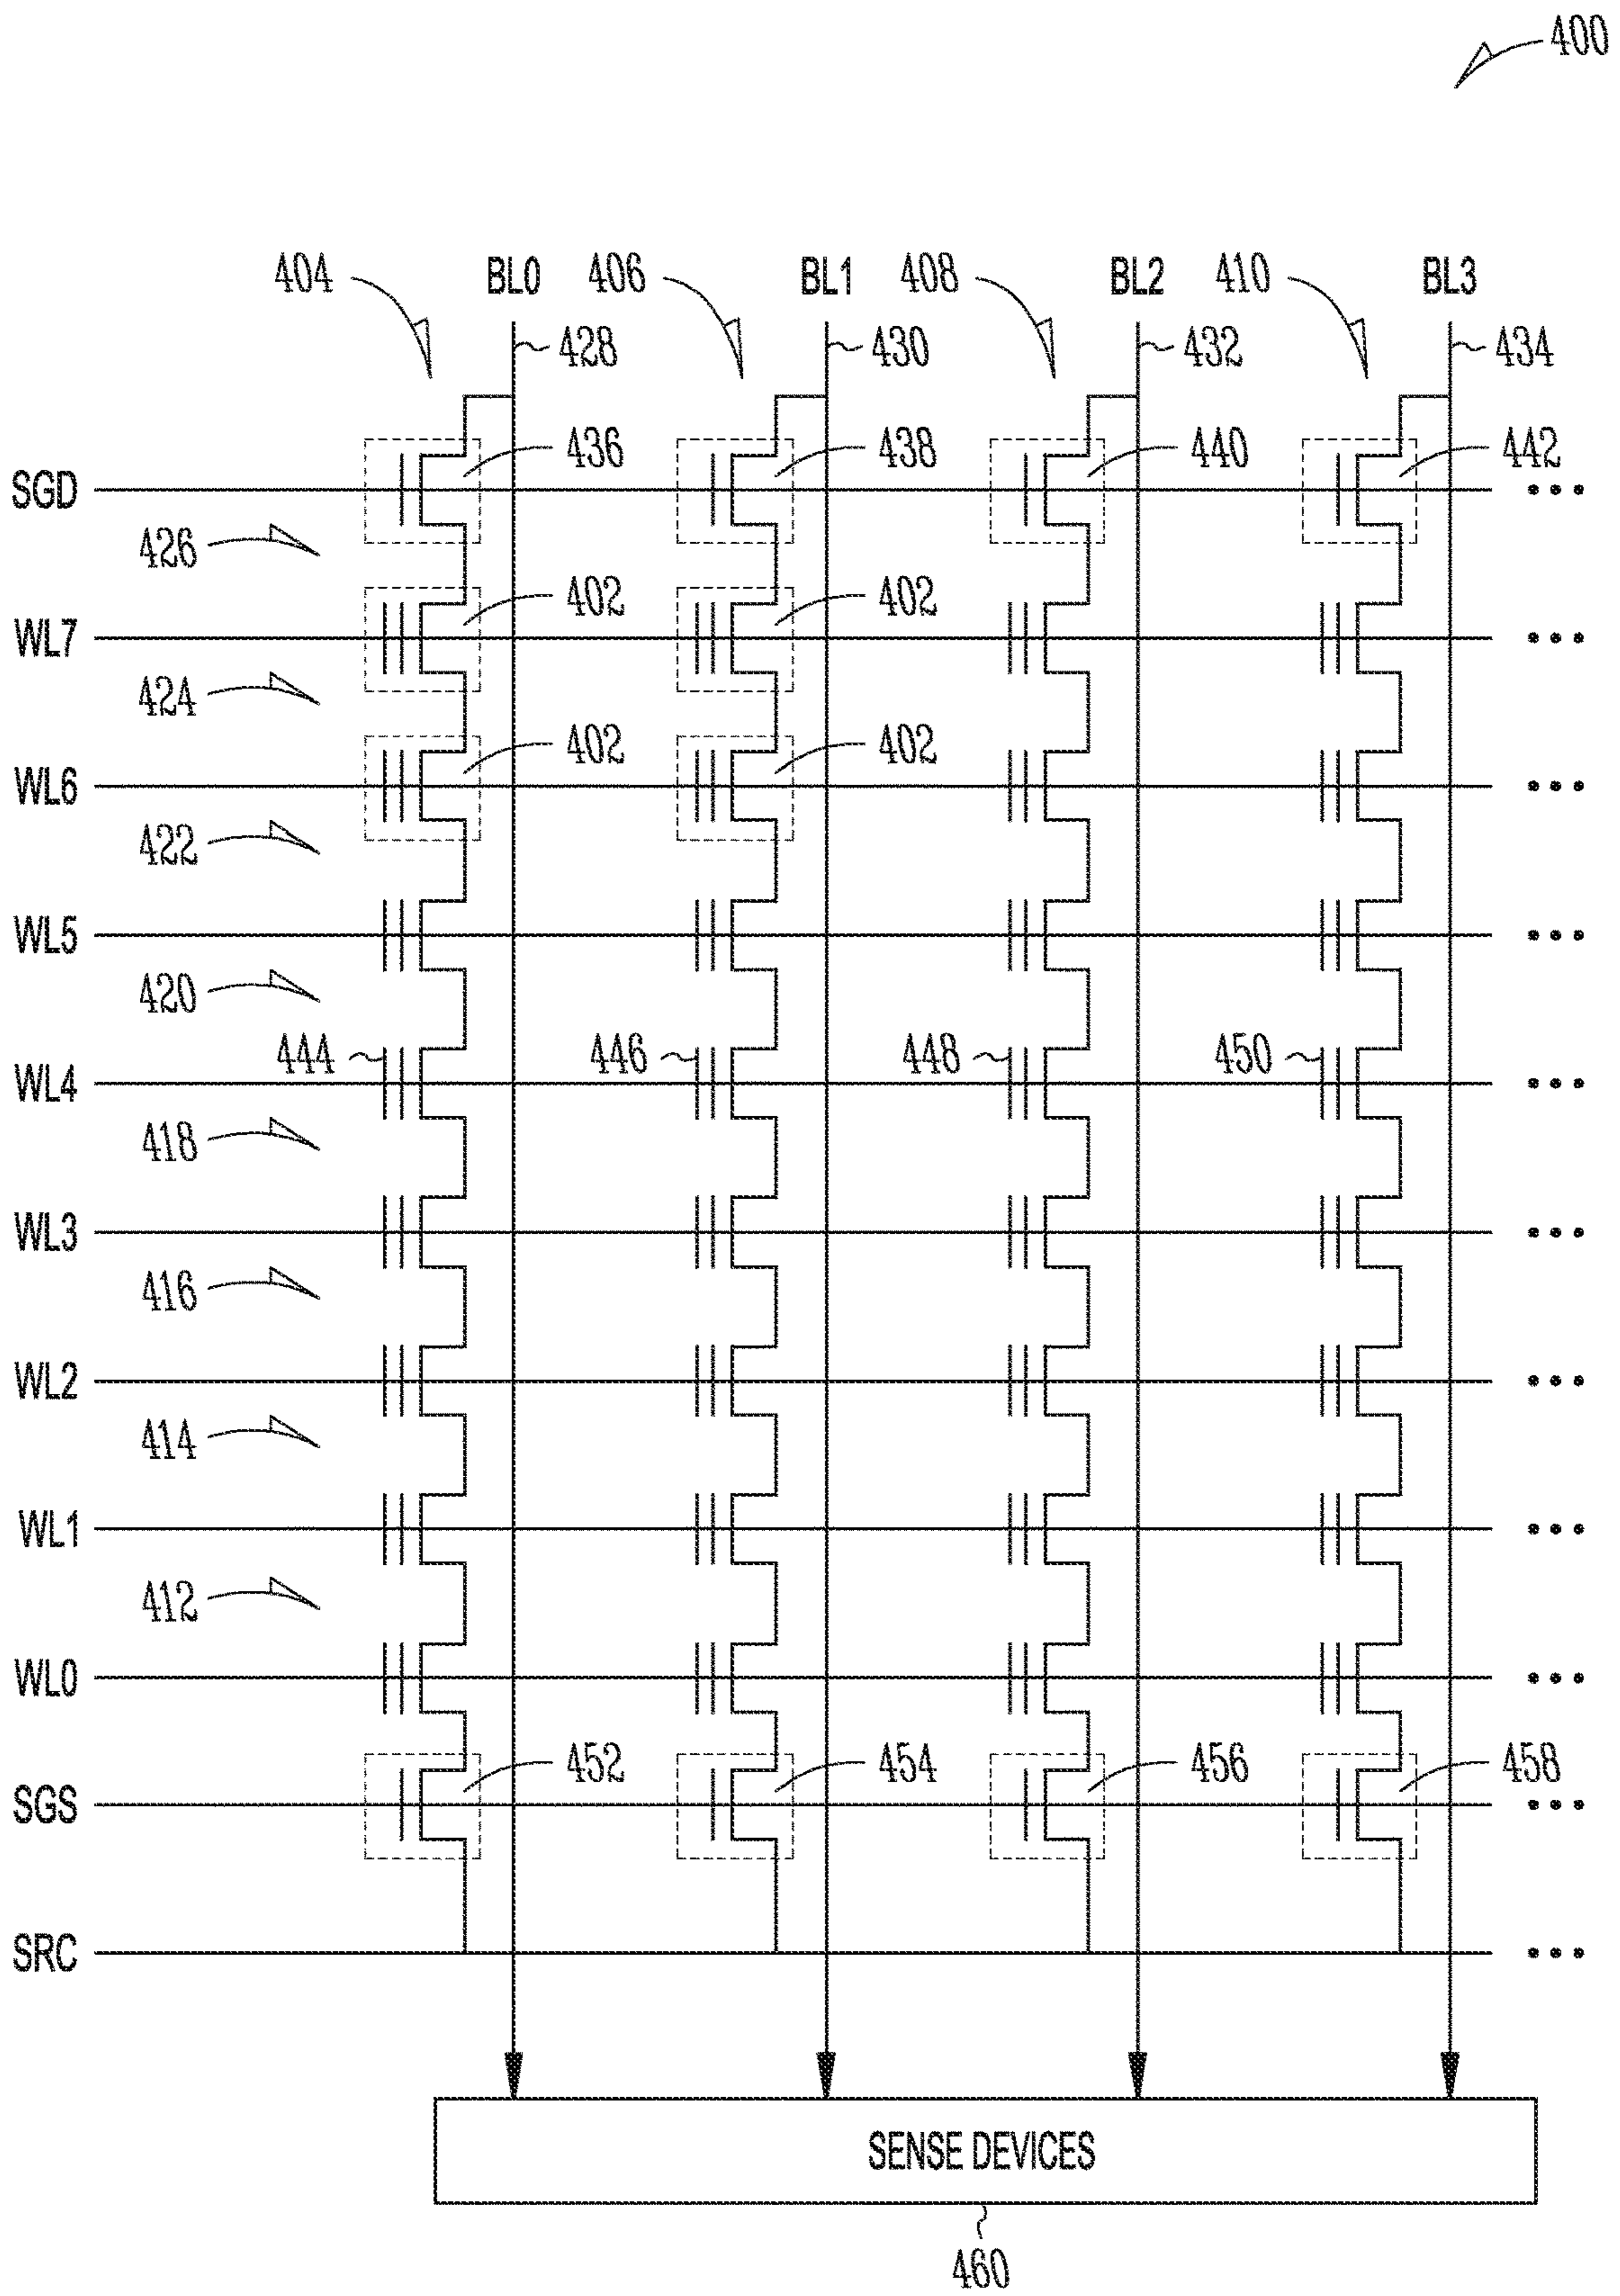 400
404 BL0 406 BL1 408 BL2 410 BL3
428 430 432 434
SGD 436 438 440 442
426
WL7 402 402
424
WL6 402 402
422
WL5
420
WL4 444 446 448 450
418
WL3
416
WL2
414
WL1
412
WL0
SGS 452 454 456 458
SRC
SENSE DEVICES
460